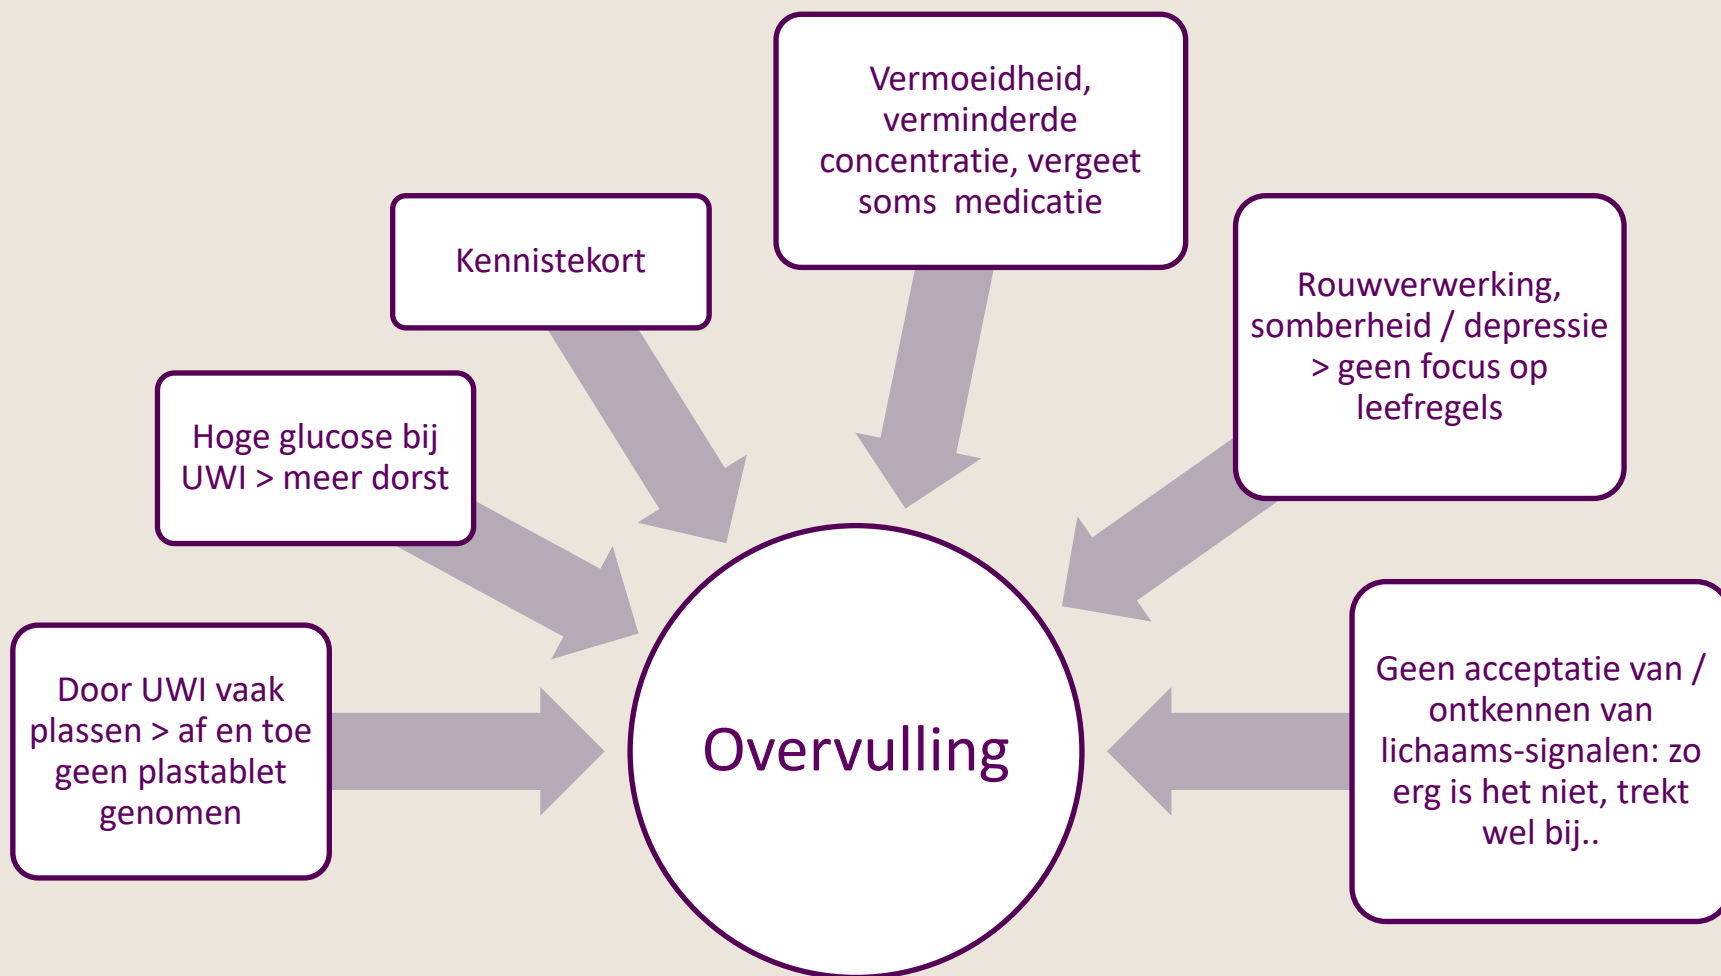 Vermoeidheid,
verminderde
concentratie, vergeet
soms  medicatie
Kennistekort
Rouwverwerking,
somberheid / depressie
> geen focus op
leefregels
Hoge glucose bij
UWI > meer dorst
Door UWI vaak
plassen > af en toe
geen plastablet
genomen
Overvulling
Geen acceptatie van /
ontkennen van
lichaams-signalen: zo
erg is het niet, trekt
wel bij..